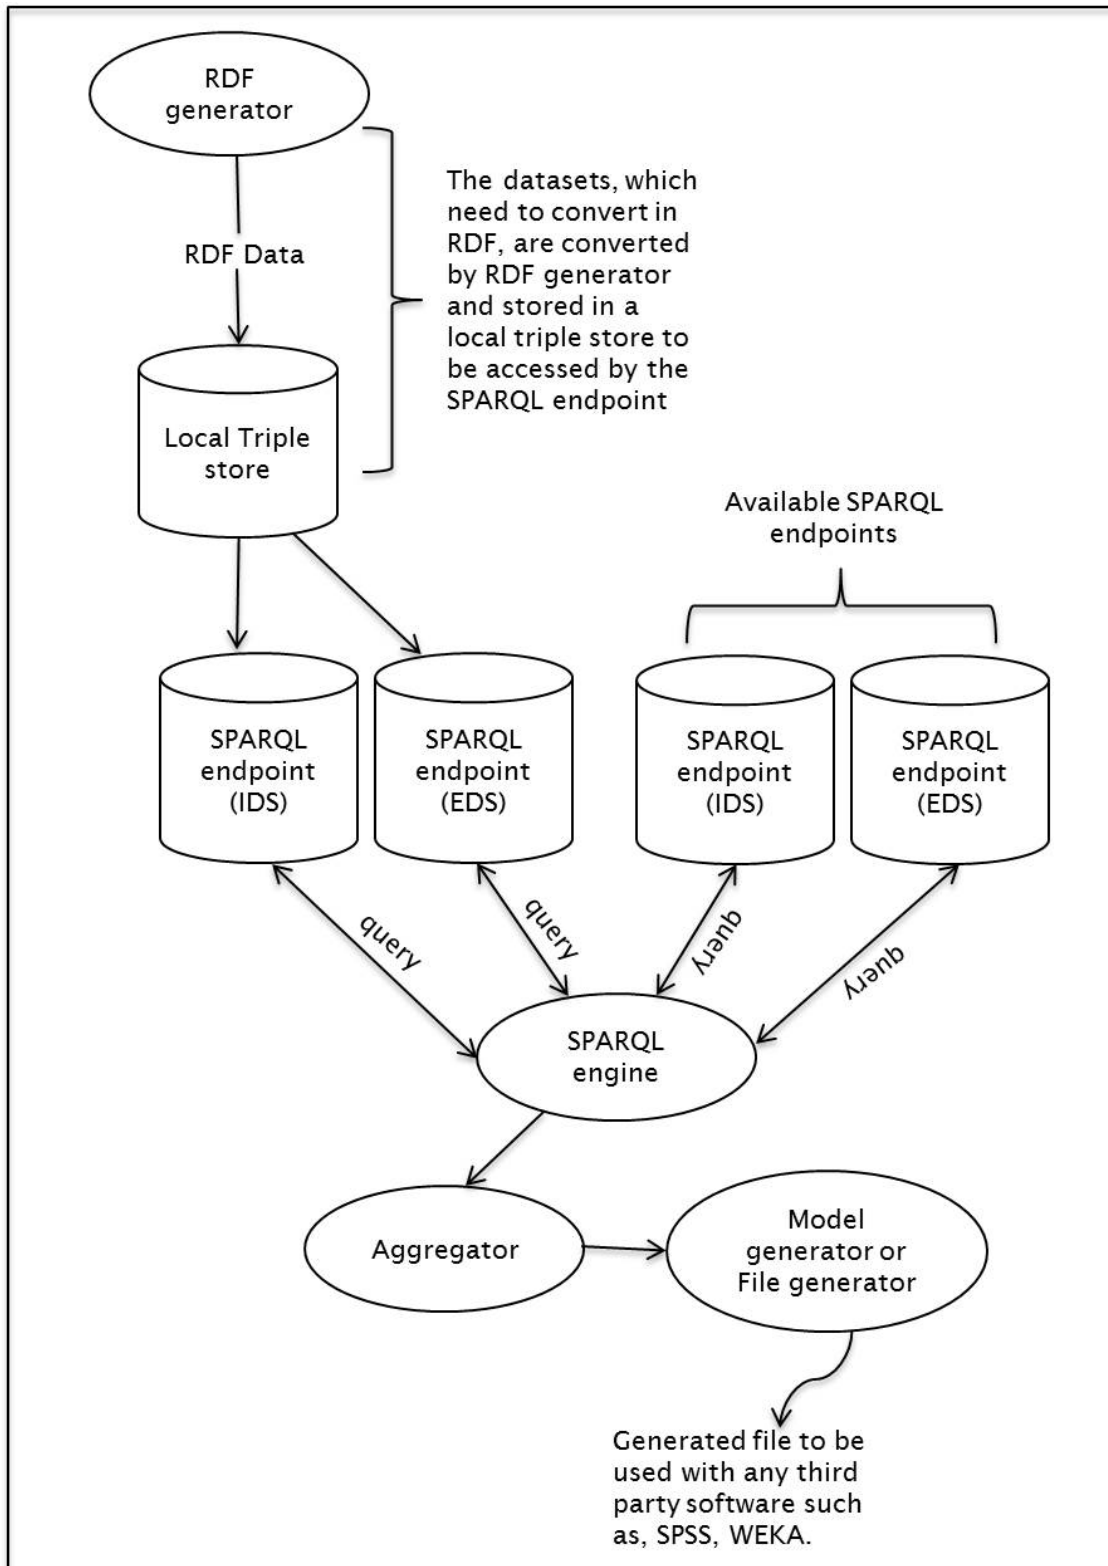 RDF
generator
The datasets, which
need to convert in
RDF, are converted
by RDF generator
and stored in a
local triple store to
be accessed by the
SPARQL endpoint
RDF Data
Local Triple
store
Available SPARQL
endpoints
SPARQL
endpoint
(IDS)
SPARQL
endpoint
(EDS)
SPARQL
endpoint
(IDS)
SPARQL
endpoint
(EDS)
query
query
query
query
SPARQL
engine
Aggregator
Model
generator or
File generator
Generated file to be
used with any third
party software such
as, SPSS, WEKA.